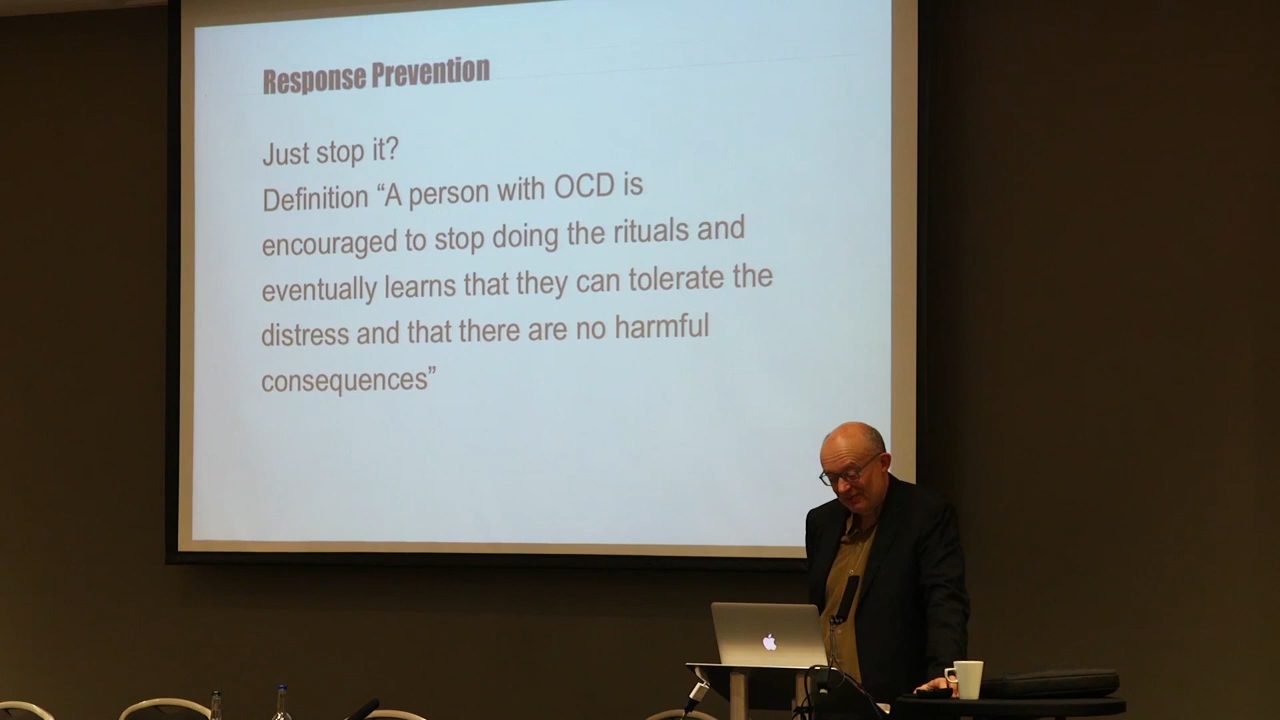 Response Prevention
Just stop it?
Definition “A person with OCD is
encouraged to stop doing the rituals and
eventually learns that they can tolerate the
distress and that there are no harmful
consequences”